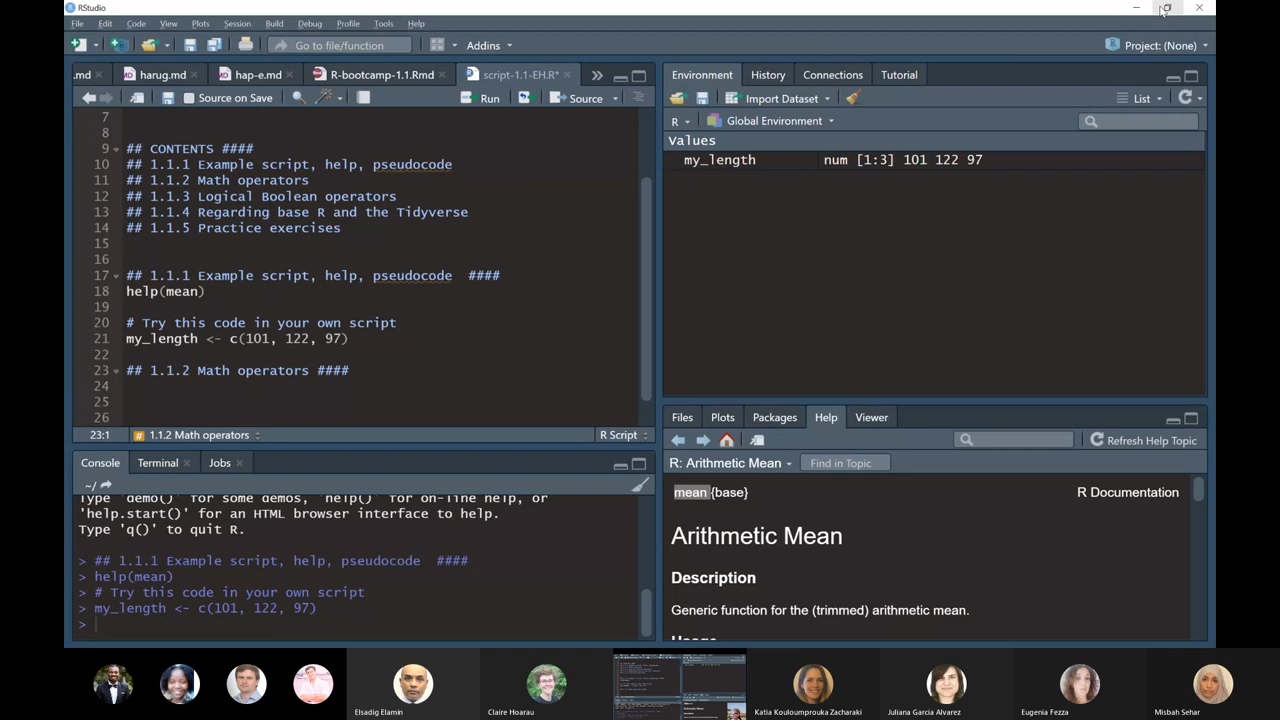 RStudio
File Edit Code View Plots Session Build Debug Profile Tools Help
Go to file/function Addins Project: (None)
.md harug.md hap-e.md R-bootcamp-1.1.Rmd script-1.1-EH.R*
Source on Save Run Source
7
8
9 ## CONTENTS ####
10 ## 1.1.1 Example script, help, pseudocode
11 ## 1.1.2 Math operators
12 ## 1.1.3 Logical Boolean operators
13 ## 1.1.4 Regarding base R and the Tidyverse
14 ## 1.1.5 Practice exercises
15
16
17 ## 1.1.1 Example script, help, pseudocode  ####
18 help(mean)
19
20 # Try this code in your own script
21 my_length <- c(101, 122, 97)
22
23 ## 1.1.2 Math operators ####
24
25
26
23:1 # 1.1.2 Math operators R Script
Console Terminal Jobs
~/
Type 'demo()' for some demos, 'help()' for on-line help, or
'help.start()' for an HTML browser interface to help.
Type 'q()' to quit R.
> ## 1.1.1 Example script, help, pseudocode  ####
> help(mean)
> # Try this code in your own script
> my_length <- c(101, 122, 97)
>
Environment History Connections Tutorial
Import Dataset List
R Global Environment
Values
my_length num [1:3] 101 122 97
Files Plots Packages Help Viewer
Refresh Help Topic
R: Arithmetic Mean Find in Topic
mean {base} R Documentation
Arithmetic Mean
Description
Generic function for the (trimmed) arithmetic mean.
Usage
Elsadig Elamin Claire Hoarau Katia Kouloumprouka Zacharaki Juliana Garcia Alvarez Eugenia Fezza Misbah Sehar